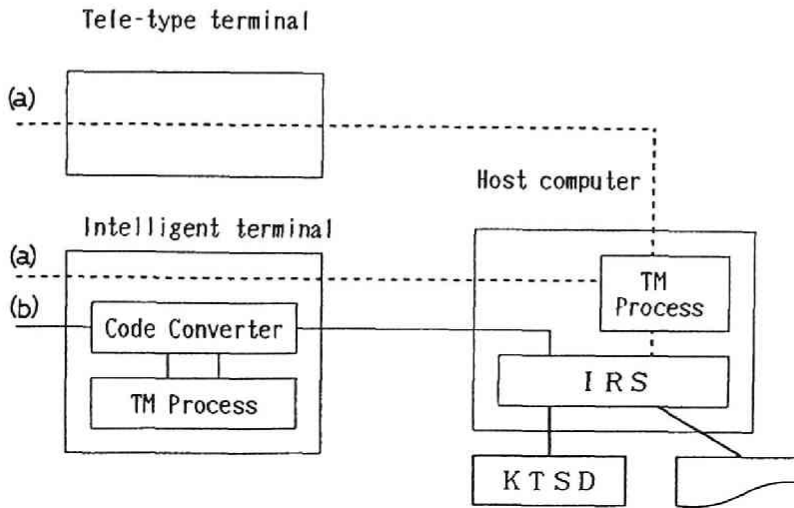 Tele-type terminal
(a)
Host computer
Intelligent terminal
(a)
TM
Process
(b)
Code Converter
IRS
TM Process
KTSD